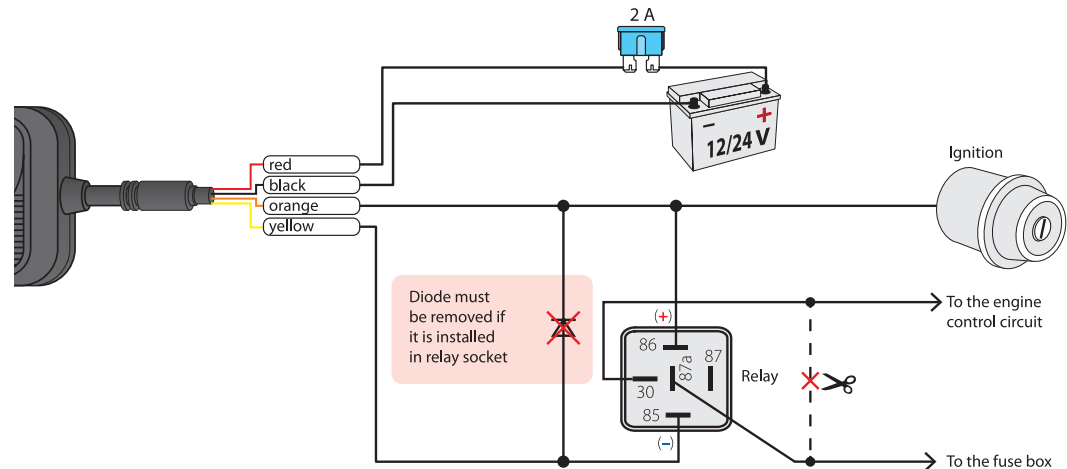 2 A
– +
12/24 V
red
black
orange
yellow
Ignition
Diode must
be removed if
it is installed
in relay socket
(+)
86
87a
87
30
85
(–)
Relay
To the engine
control circuit
To the fuse box